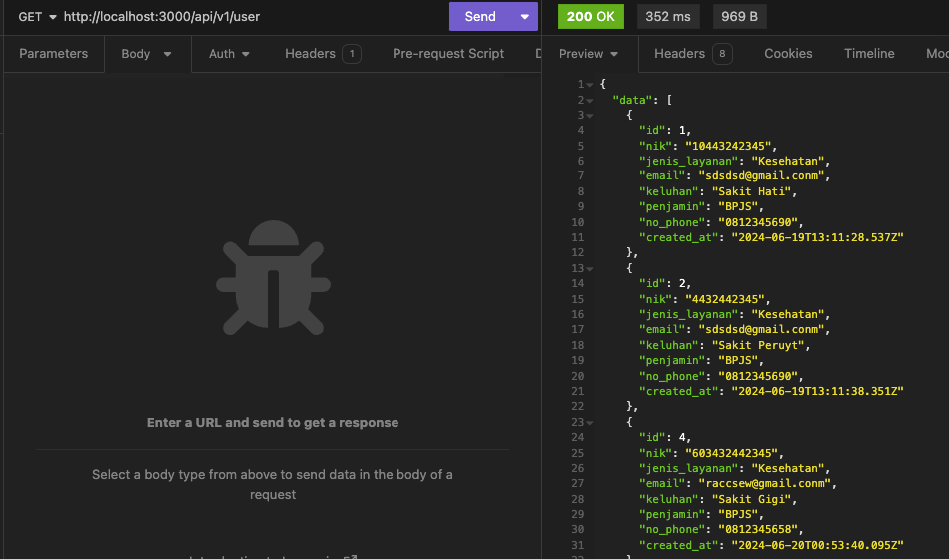 GET http://localhost:3000/api/v1/user Send
Parameters Body Auth Headers 1 Pre-request Script
Enter a URL and send to get a response
Select a body type from above to send data in the body of a
request
200 OK 352 ms 969 B
Preview Headers 8 Cookies Timeline
1 {
2 "data": [
3 {
4 "id": 1,
5 "nik": "10443242345",
6 "jenis_layanan": "Kesehatan",
7 "email": "sdsdsd@gmail.conm",
8 "keluhan": "Sakit Hati",
9 "penjamin": "BPJS",
10 "no_phone": "0812345690",
11 "created_at": "2024-06-19T13:11:28.537Z"
12 },
13 {
14 "id": 2,
15 "nik": "4432442345",
16 "jenis_layanan": "Kesehatan",
17 "email": "sdsdsd@gmail.conm",
18 "keluhan": "Sakit Peruyt",
19 "penjamin": "BPJS",
20 "no_phone": "0812345690",
21 "created_at": "2024-06-19T13:11:38.351Z"
22 },
23 {
24 "id": 4,
25 "nik": "603432442345",
26 "jenis_layanan": "Kesehatan",
27 "email": "raccsew@gmail.conm",
28 "keluhan": "Sakit Gigi",
29 "penjamin": "BPJS",
30 "no_phone": "0812345658",
31 "created_at": "2024-06-20T00:53:40.095Z"